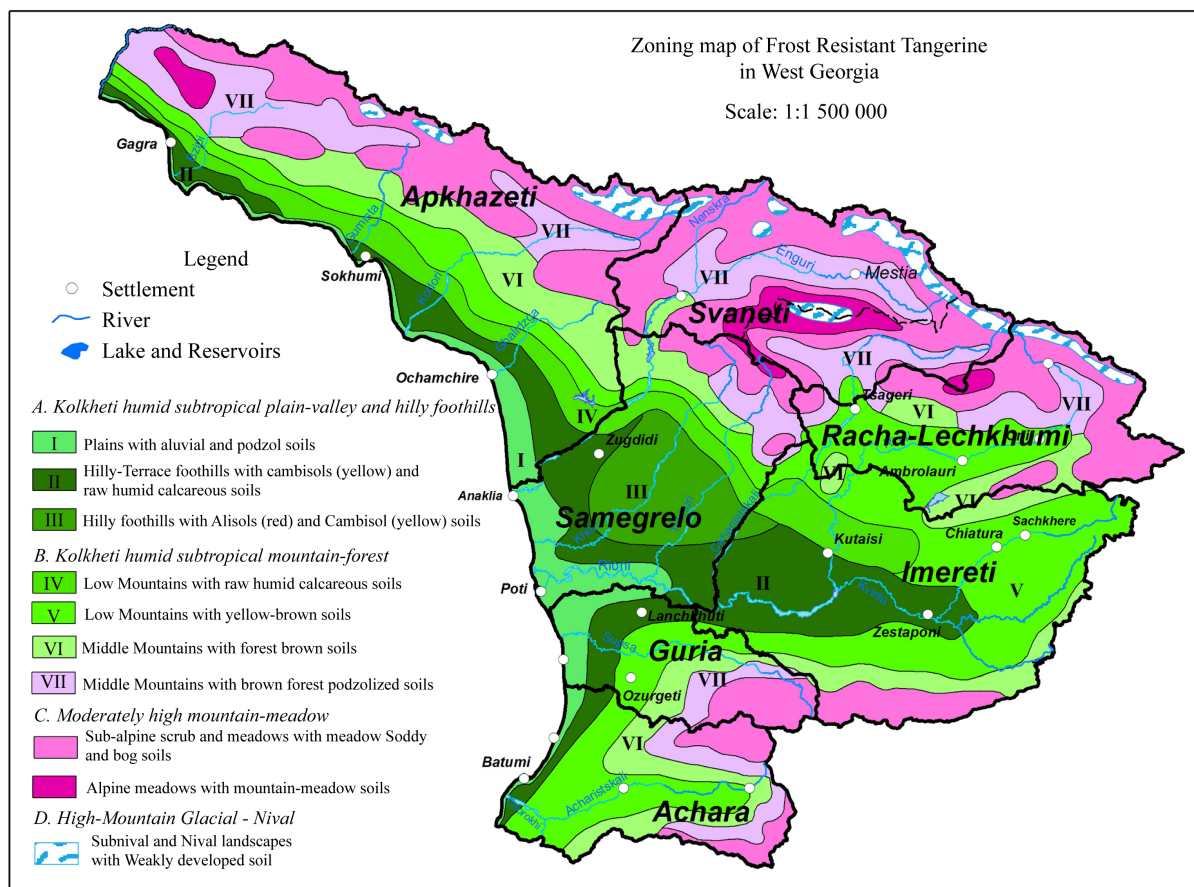 Zoning map of Frost Resistant Tangerine
in West Georgia
Scale: 1:1 500 000
VII
Gagra
Bzibi
II
Apkhazeti
Gumista
Nenskra
VII
Sokhumi
Kodori
VI
VII
Enguri
Mestia
Svaneti
Ghalidzga
VII
Ochamchire
IV
Tsageri
VI
VII
Racha-Lechkhumi
Zugdidi
I
VI
Ambrolauri
VI
Anaklia
III
Samegrelo
Sachkhere
Chiatura
Kutaisi
Imereti
V
Rioni
Poti
II
Kvirila
Lanchkhuti
Zestaponi
Supsa
Guria
VII
Ozurgeti
VI
Batumi
Acharistskali
Achara
Legend
Settlement
River
Lake and Reservoirs
A. Kolkheti humid subtropical plain-valley and hilly foothills
I Plains with aluvial and podzol soils
II Hilly-Terrace foothills with cambisols (yellow) and
raw humid calcareous soils
III Hilly foothills with Alisols (red) and Cambisol (yellow) soils
B. Kolkheti humid subtropical mountain-forest
IV Low Mountains with raw humid calcareous soils
V Low Mountains with yellow-brown soils
VI Middle Mountains with forest brown soils
VII Middle Mountains with brown forest podzolized soils
C. Moderately high mountain-meadow
Sub-alpine scrub and meadows with meadow Soddy
and bog soils
Alpine meadows with mountain-meadow soils
D. High-Mountain Glacial - Nival
Subnival and Nival landscapes
with Weakly developed soil